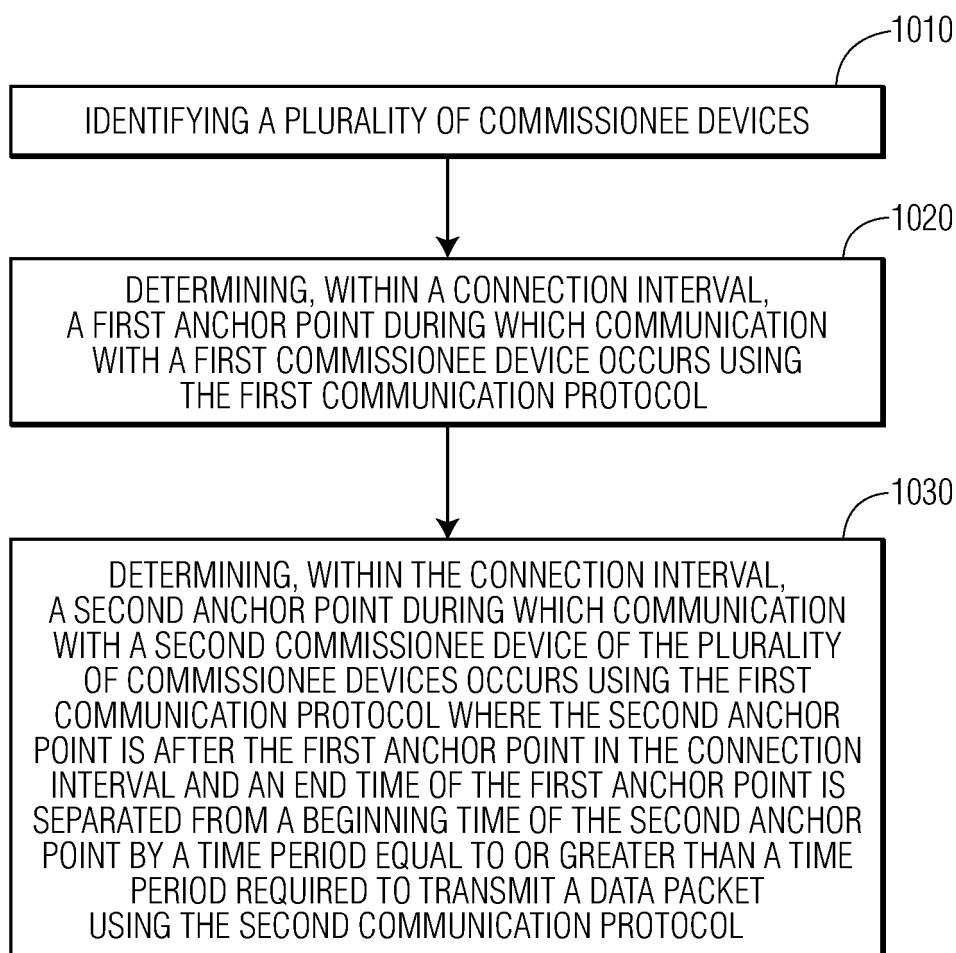 1010
IDENTIFYING A PLURALITY OF COMMISSIONEE DEVICES
1020
DETERMINING, WITHIN A CONNECTION INTERVAL,
A FIRST ANCHOR POINT DURING WHICH COMMUNICATION
WITH A FIRST COMMISSIONEE DEVICE OCCURS USING
THE FIRST COMMUNICATION PROTOCOL
1030
DETERMINING, WITHIN THE CONNECTION INTERVAL,
A SECOND ANCHOR POINT DURING WHICH COMMUNICATION
WITH A SECOND COMMISSIONEE DEVICE OF THE PLURALITY
OF COMMISSIONEE DEVICES OCCURS USING THE FIRST
COMMUNICATION PROTOCOL WHERE THE SECOND ANCHOR
POINT IS AFTER THE FIRST ANCHOR POINT IN THE CONNECTION
INTERVAL AND AN END TIME OF THE FIRST ANCHOR POINT IS
SEPARATED FROM A BEGINNING TIME OF THE SECOND ANCHOR
POINT BY A TIME PERIOD EQUAL TO OR GREATER THAN A TIME
PERIOD REQUIRED TO TRANSMIT A DATA PACKET
USING THE SECOND COMMUNICATION PROTOCOL